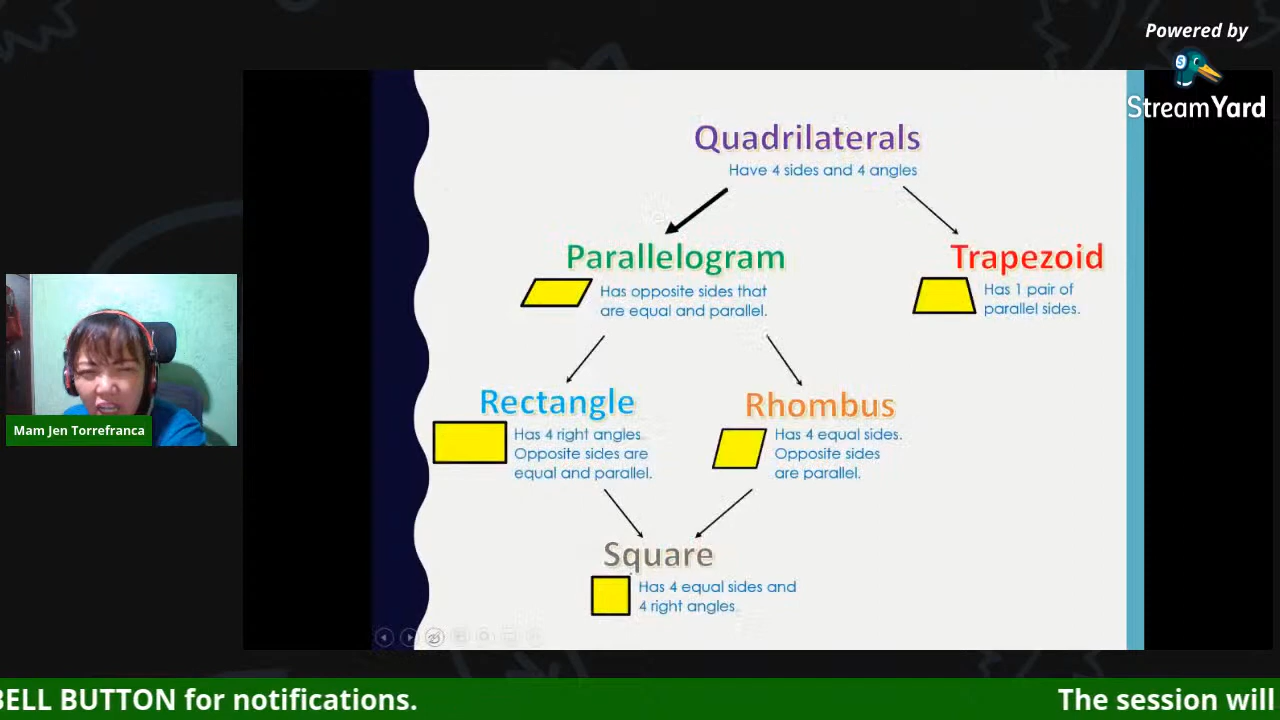 Powered by
StreamYard
Quadrilaterals
Have 4 sides and 4 angles
Parallelogram
Has opposite sides that
are equal and parallel.
Trapezoid
Has 1 pair of
parallel sides.
Rectangle
Has 4 right angles.
Opposite sides are
equal and parallel.
Rhombus
Has 4 equal sides.
Opposite sides
are parallel.
Square
Has 4 equal sides and
4 right angles.
Mam Jen Torrefranca
BELL BUTTON for notifications.
The session will